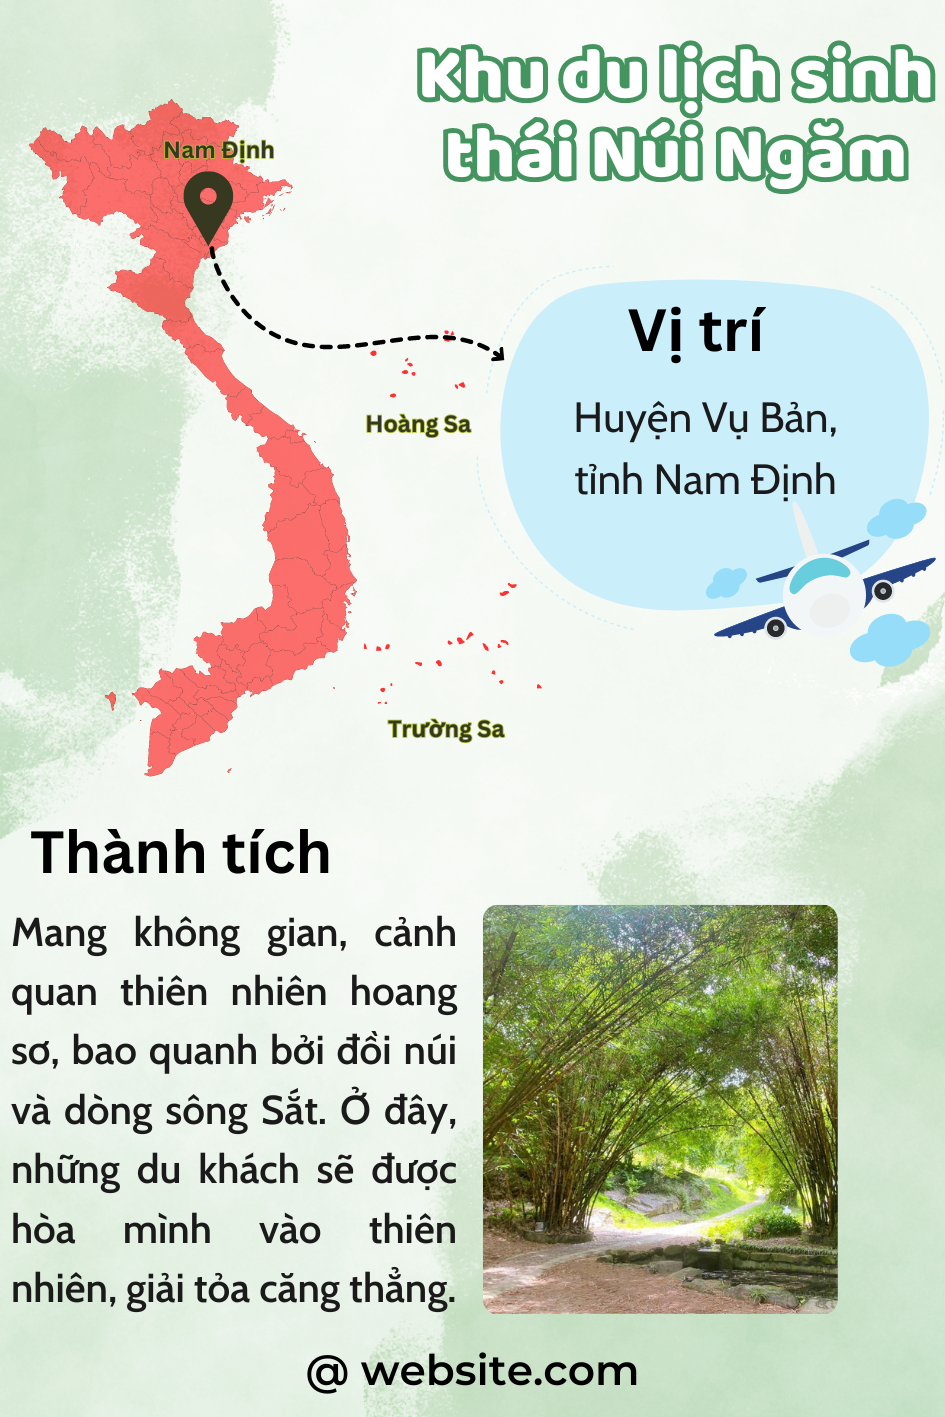 Khu du lịch sinh
thái Núi Ngăm
Nam Định
Vị trí
Huyện Vụ Bản,
tỉnh Nam Định
Hoàng Sa
Trường Sa
Thành tích
Mang không gian, cảnh
quan thiên nhiên hoang
sơ, bao quanh bởi đồi núi
và dòng sông Sắt. Ở đây,
những du khách sẽ được
hòa mình vào thiên
nhiên, giải tỏa căng thẳng.
@ website.com